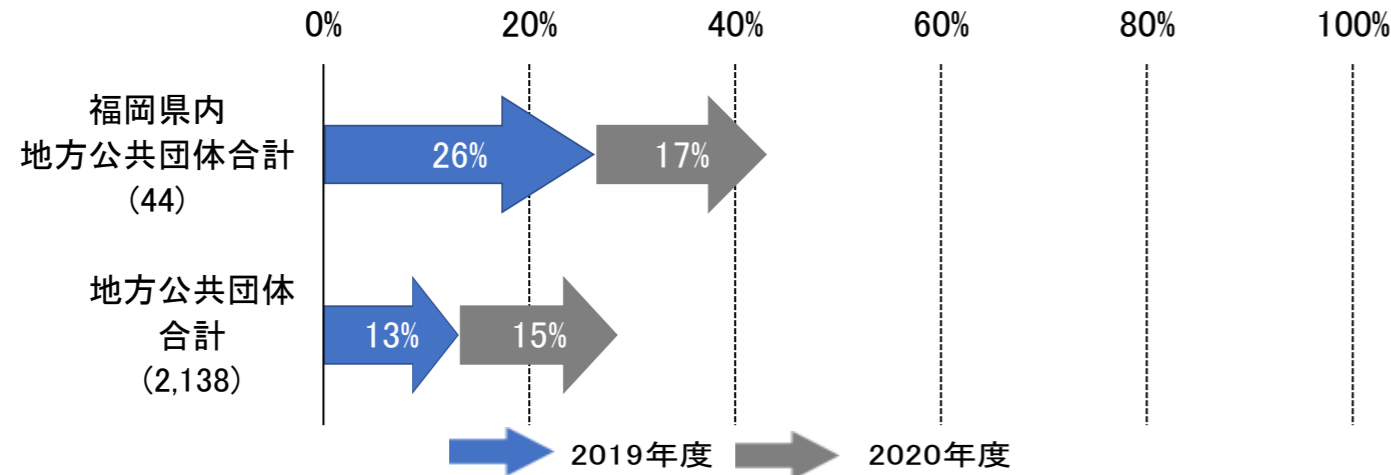 0% 20% 40% 60% 80% 100%
福岡県内
地方公共団体合計
(44)
26% 17%
地方公共団体
合計
(2,138)
13% 15%
2019年度 2020年度